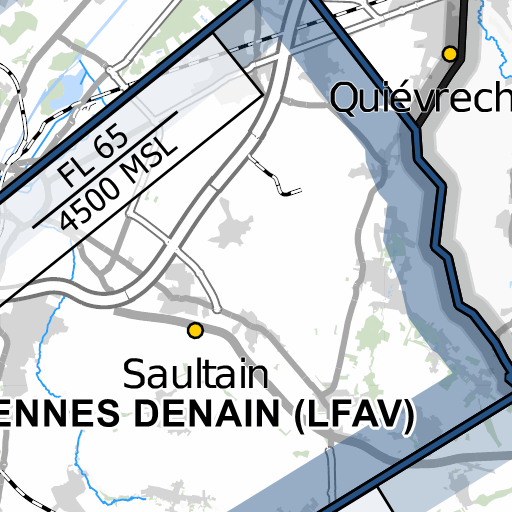 Quiévrech
FL 65
4500 MSL
Saultain
ENNES DENAIN (LFAV)